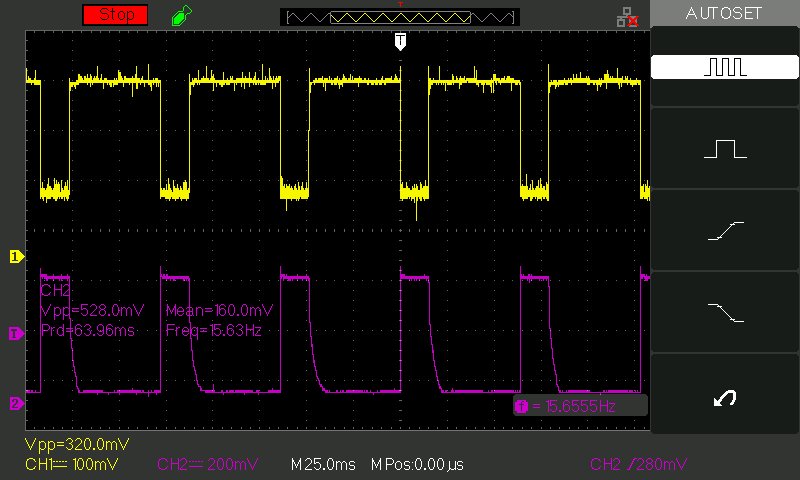 Stop
T
AUTOSET
T
1
CH2
Vpp=528.0mV Mean=160.0mV
Prd=63.96ms Freq=15.63Hz
T
2
T = 15.6555Hz
Vpp=320.0mV
CH1 100mV CH2 200mV M25.0ms M Pos:0.00µs CH2 /280mV